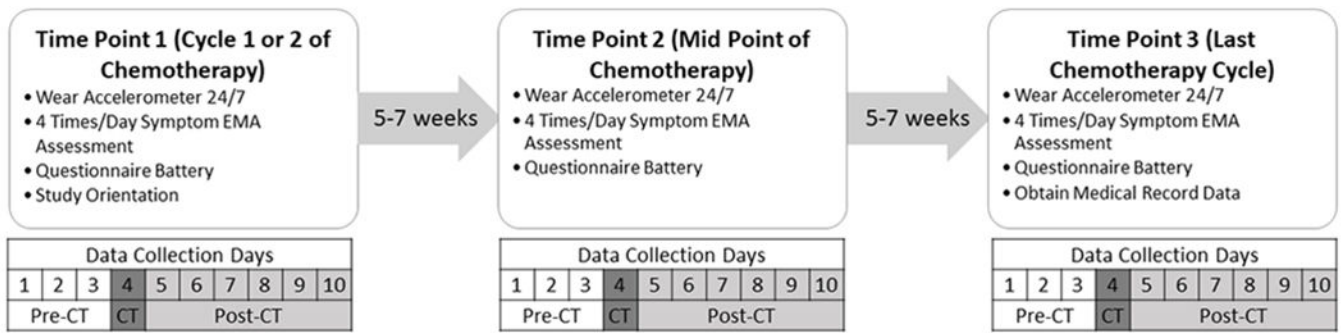 Time Point 1 (Cycle 1 or 2 of
Chemotherapy)
• Wear Accelerometer 24/7
• 4 Times/Day Symptom EMA
Assessment
• Questionnaire Battery
• Study Orientation
5-7 weeks
Time Point 2 (Mid Point of
Chemotherapy)
• Wear Accelerometer 24/7
• 4 Times/Day Symptom EMA
Assessment
• Questionnaire Battery
5-7 weeks
Time Point 3 (Last
Chemotherapy Cycle)
• Wear Accelerometer 24/7
• 4 Times/Day Symptom EMA
Assessment
• Questionnaire Battery
• Obtain Medical Record Data
Data Collection Days
1 2 3 4 5 6 7 8 9 10
Pre-CT CT Post-CT
Data Collection Days
1 2 3 4 5 6 7 8 9 10
Pre-CT CT Post-CT
Data Collection Days
1 2 3 4 5 6 7 8 9 10
Pre-CT CT Post-CT